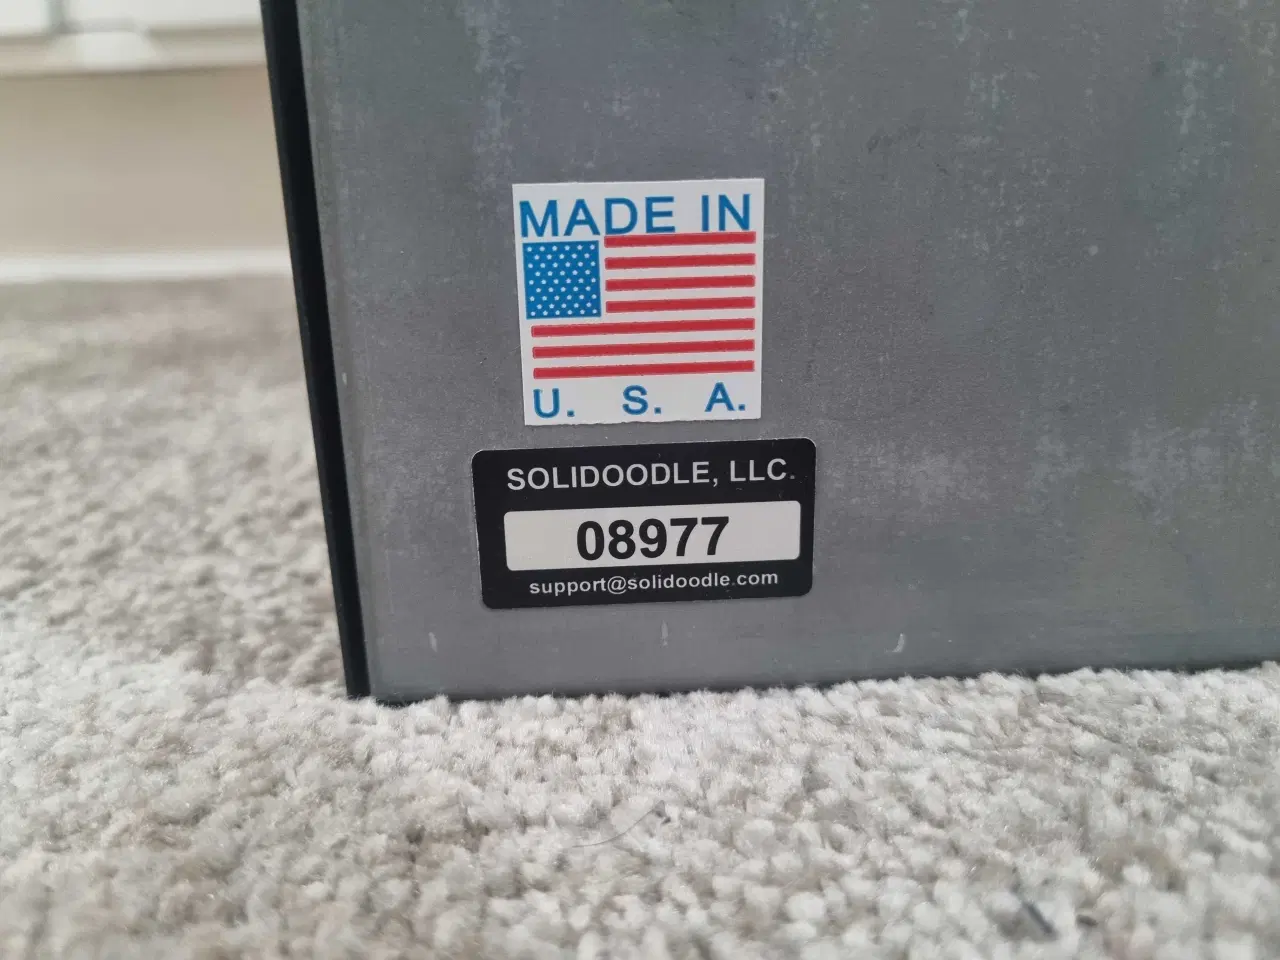 MADE IN
U. S. A.
SOLIDOODLE, LLC.
08977
support@solidoodle.com